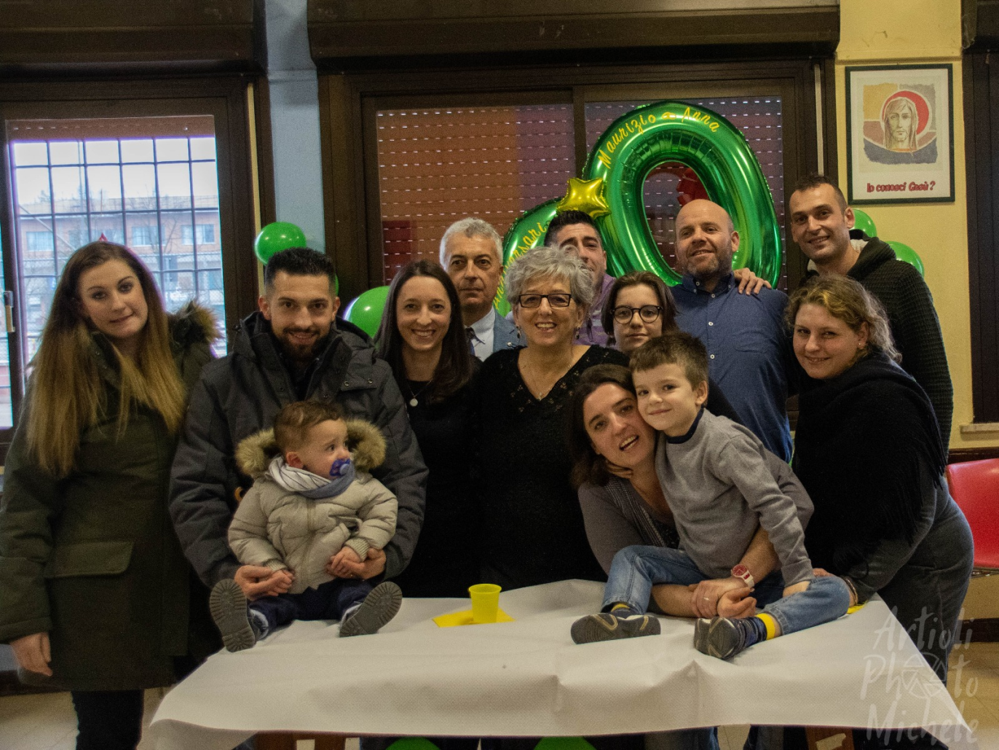 Maurizio e Anna
Io conosci Gesù?
Artioli
Photo
Michele